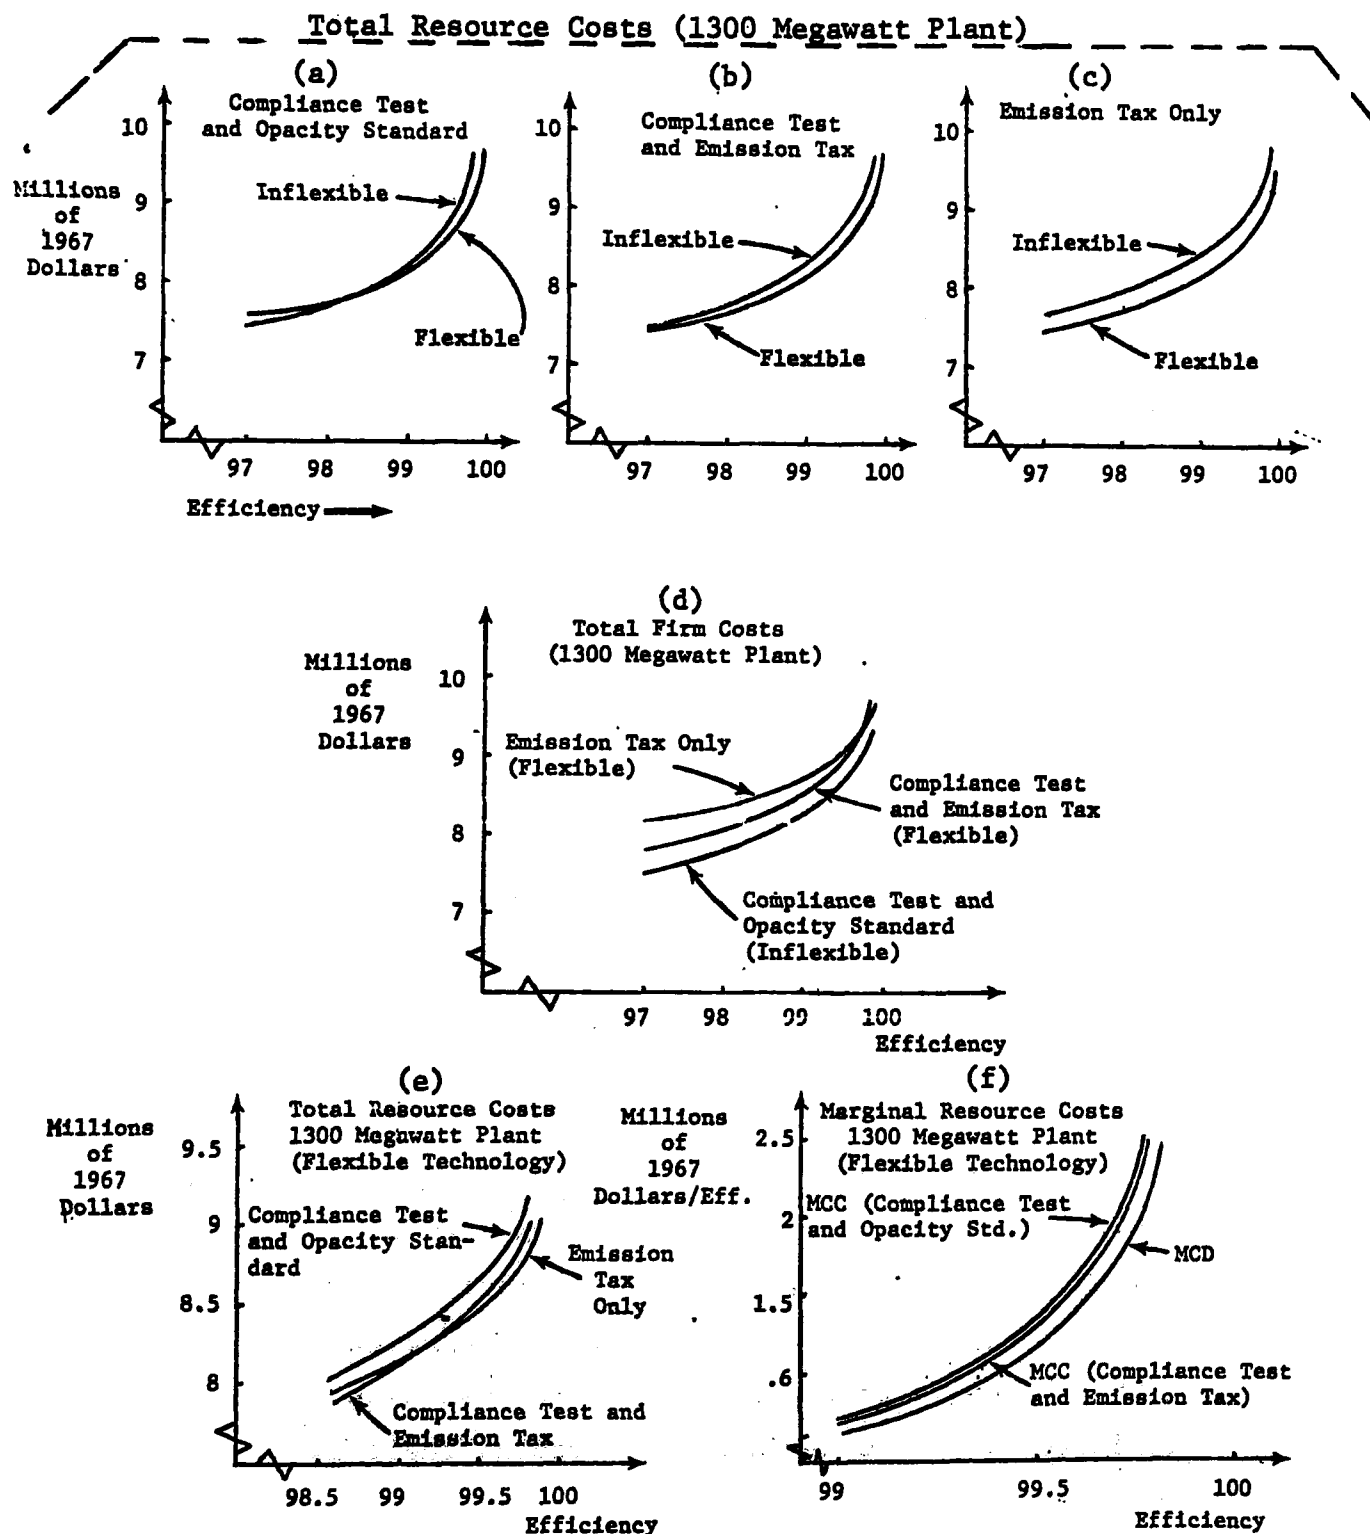 Total Resource Costs (1300 Megawatt Plant)
(a)
Compliance Test
and Opacity Standard
Millions
of
1967
Dollars
10
9
8
7
Inflexible
Flexible
97 98 99 100
Efficiency
(b)
Compliance Test
and Emission Tax
10
9
8
7
Inflexible
Flexible
97 98 99 100
(c)
Emission Tax Only
10
9
8
7
Inflexible
Flexible
97 98 99 100
(d)
Total Firm Costs
(1300 Megawatt Plant)
Millions
of
1967
Dollars
10
9
8
7
Emission Tax Only
(Flexible)
Compliance Test
and Emission Tax
(Flexible)
Compliance Test and
Opacity Standard
(Inflexible)
97 98 99 100
Efficiency
(e)
Total Resource Costs
1300 Megawatt Plant
(Flexible Technology)
Millions
of
1967
Dollars
9.5
9
8.5
8
Compliance Test
and Opacity Stan-
dard
Emission
Tax
Only
Compliance Test and
Emission Tax
98.5 99 99.5 100
Efficiency
(f)
Marginal Resource Costs
1300 Megawatt Plant
(Flexible Technology)
Millions
of
1967
Dollars/Eff.
2.5
2
1.5
.6
MCC (Compliance Test
and Opacity Std.)
MCD
MCC (Compliance Test
and Emission Tax)
99 99.5 100
Efficiency